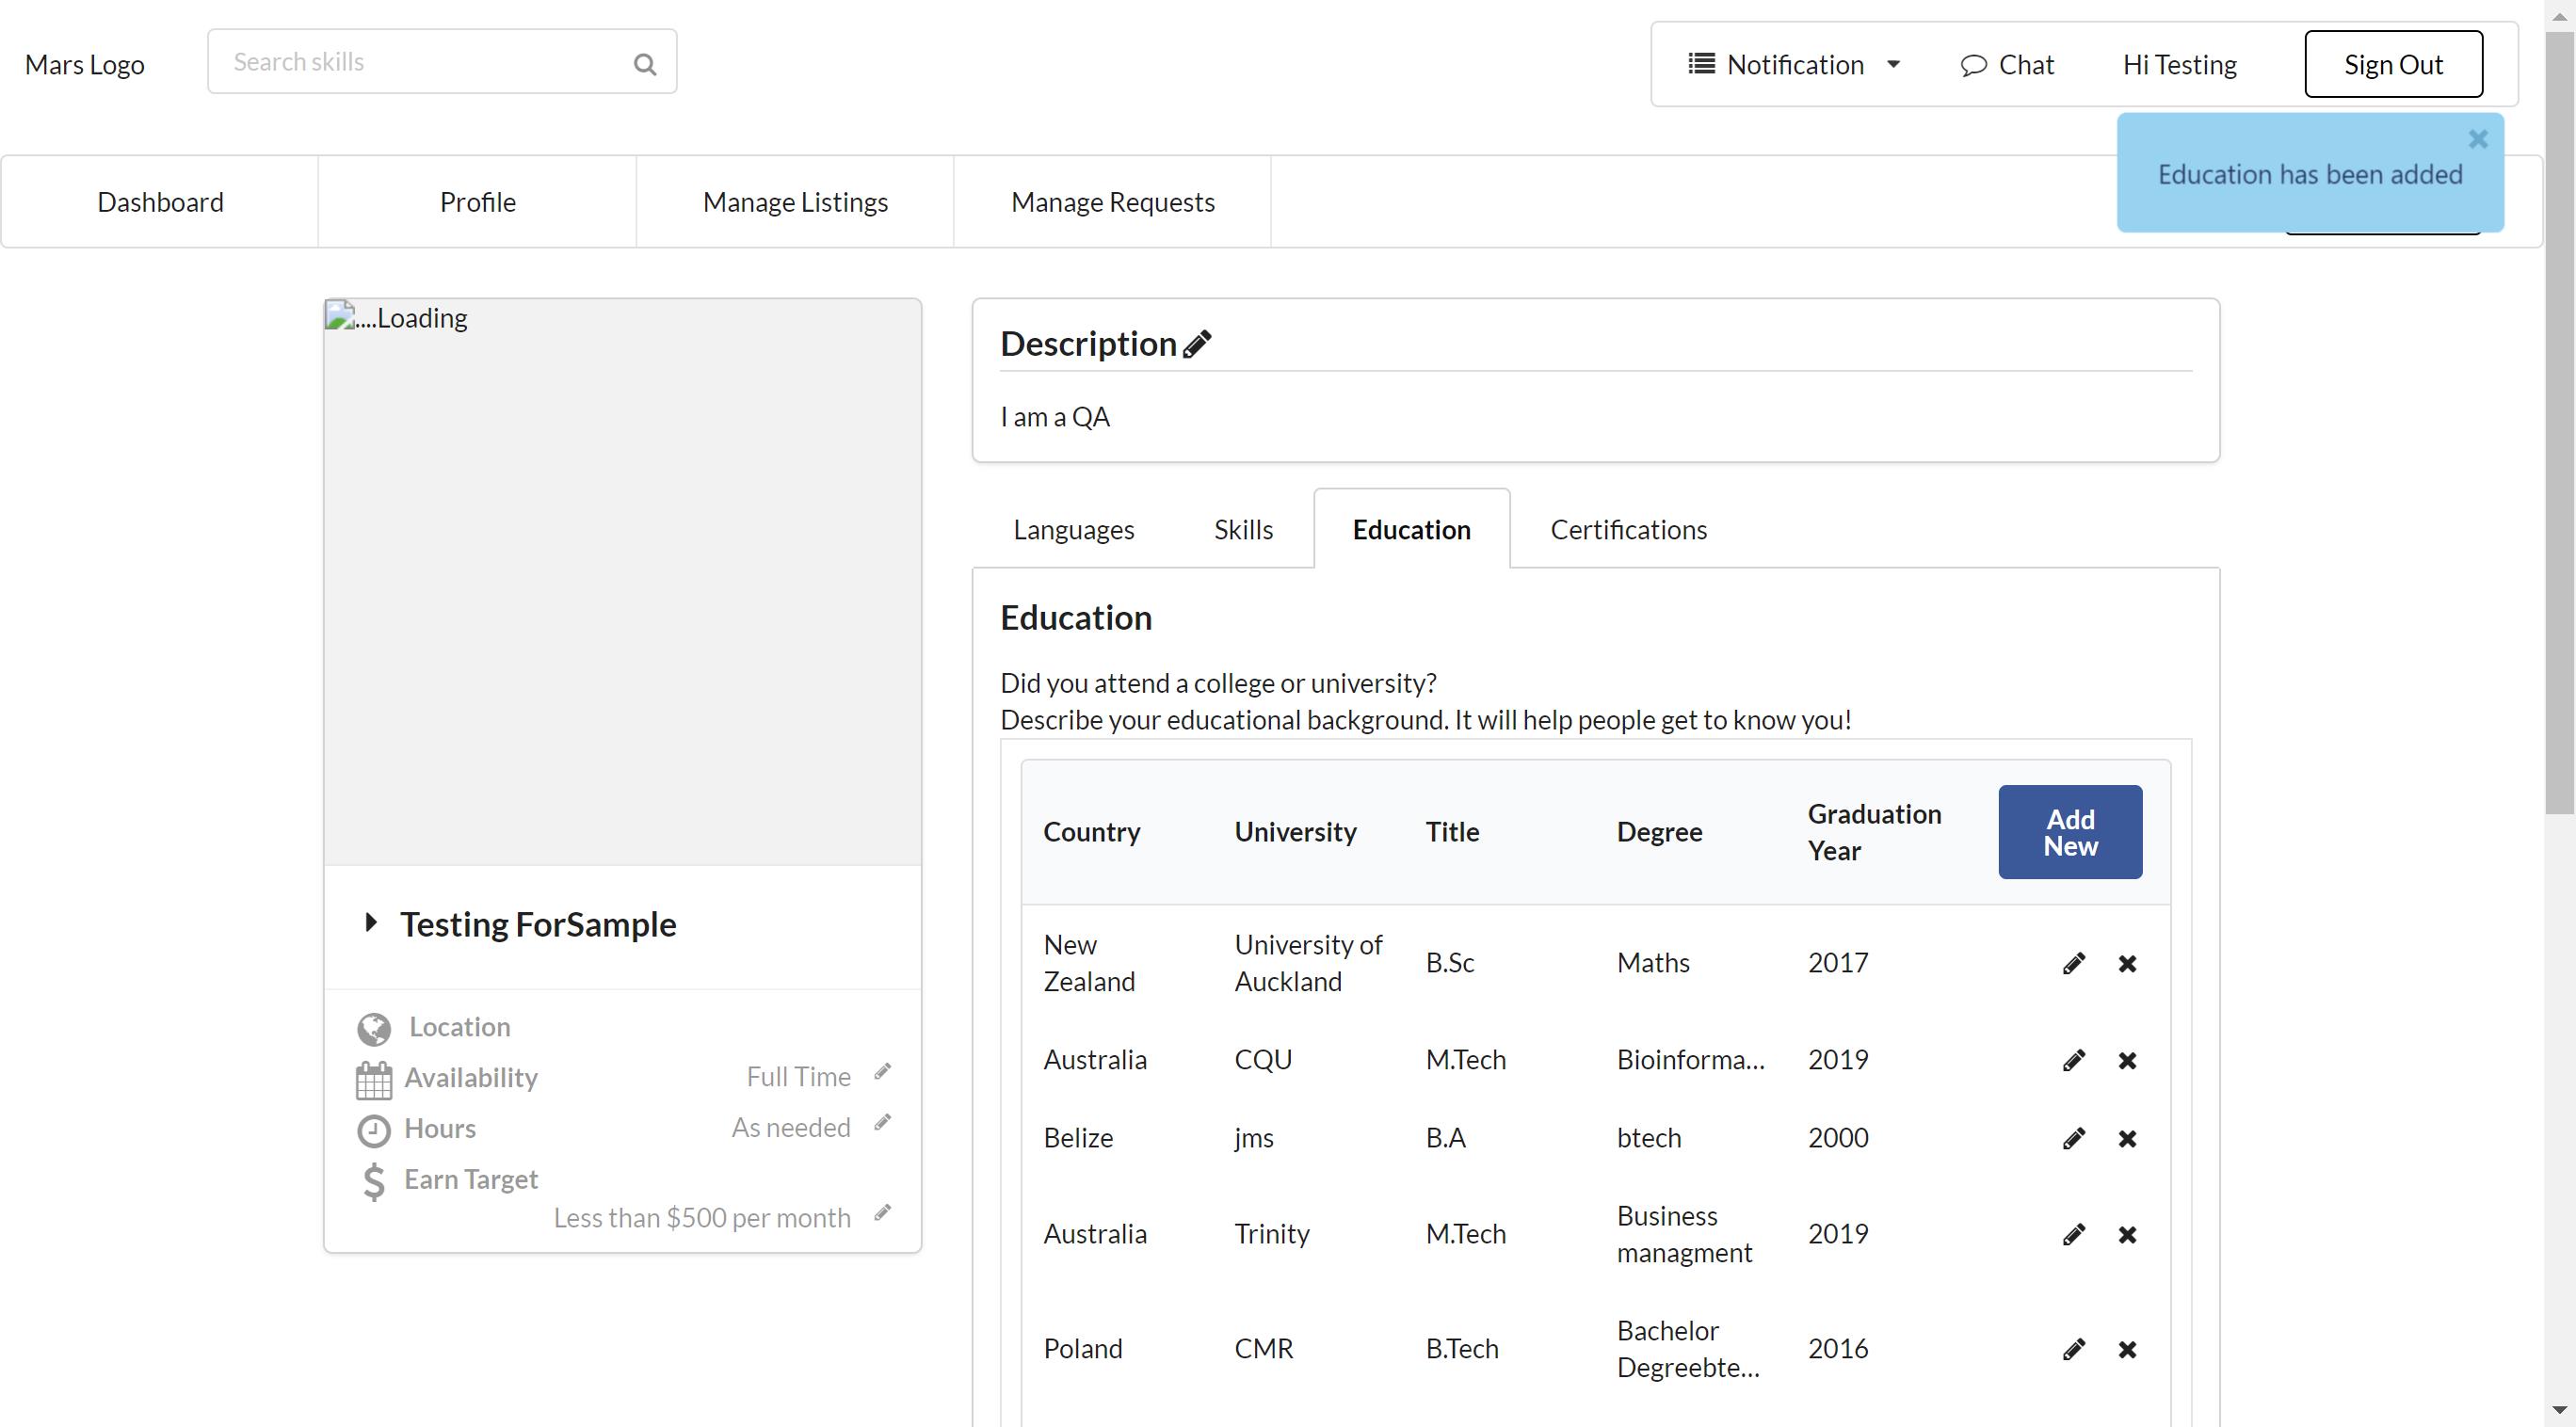 Mars Logo
Search skills
Notification
Chat
Hi Testing
Sign Out
Education has been added
Dashboard
Profile
Manage Listings
Manage Requests
....Loading
Testing ForSample
Location
Availability
Full Time
Hours
As needed
Earn Target
Less than $500 per month
Description
I am a QA
Languages
Skills
Education
Certifications
Education
Did you attend a college or university?
Describe your educational background. It will help people get to know you!
Country
University
Title
Degree
Graduation
Year
Add
New
New
Zealand
University of
Auckland
B.Sc
Maths
2017
Australia
CQU
M.Tech
Bioinforma...
2019
Belize
jms
B.A
btech
2000
Australia
Trinity
M.Tech
Business
managment
2019
Poland
CMR
B.Tech
Bachelor
Degreebte...
2016